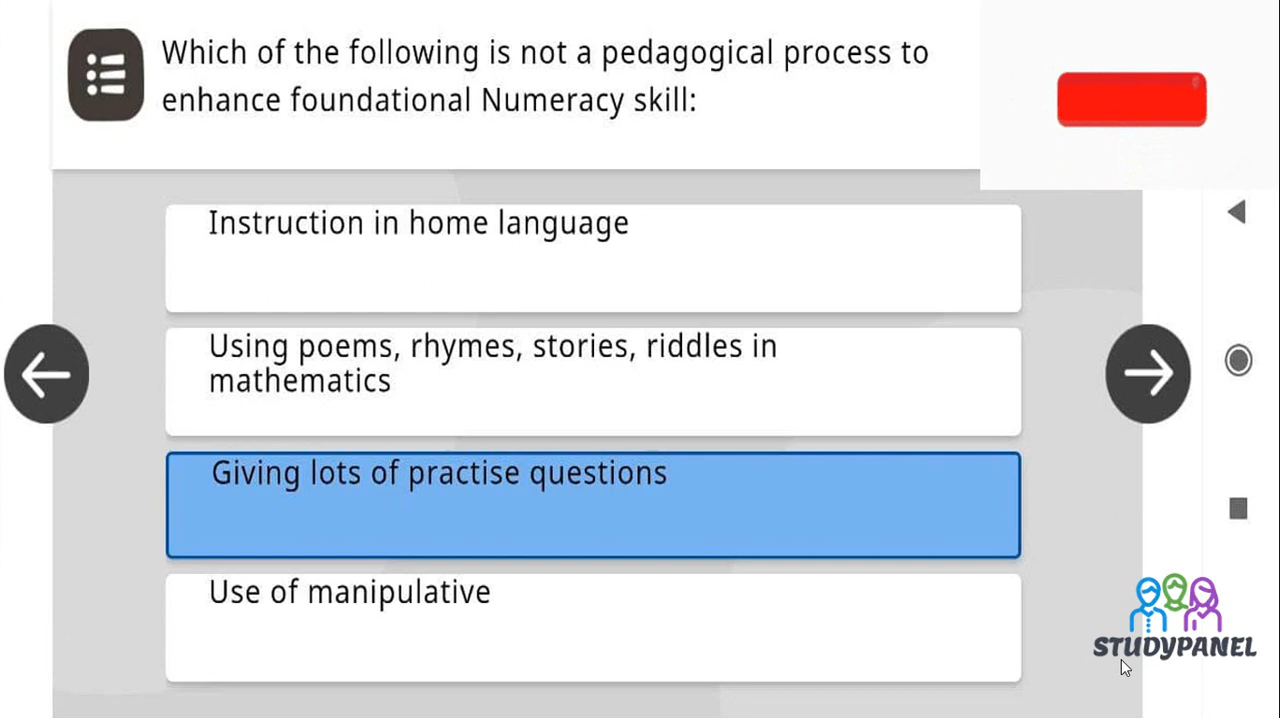 Which of the following is not a pedagogical process to
enhance foundational Numeracy skill:
Instruction in home language
Using poems, rhymes, stories, riddles in
mathematics
Giving lots of practise questions
Use of manipulative
STUDYPANEL